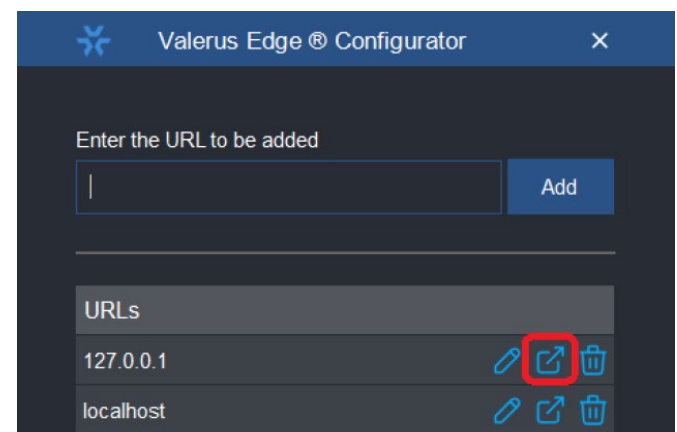 Valerus Edge ® Configurator
Enter the URL to be added
Add
URLs
127.0.0.1
localhost